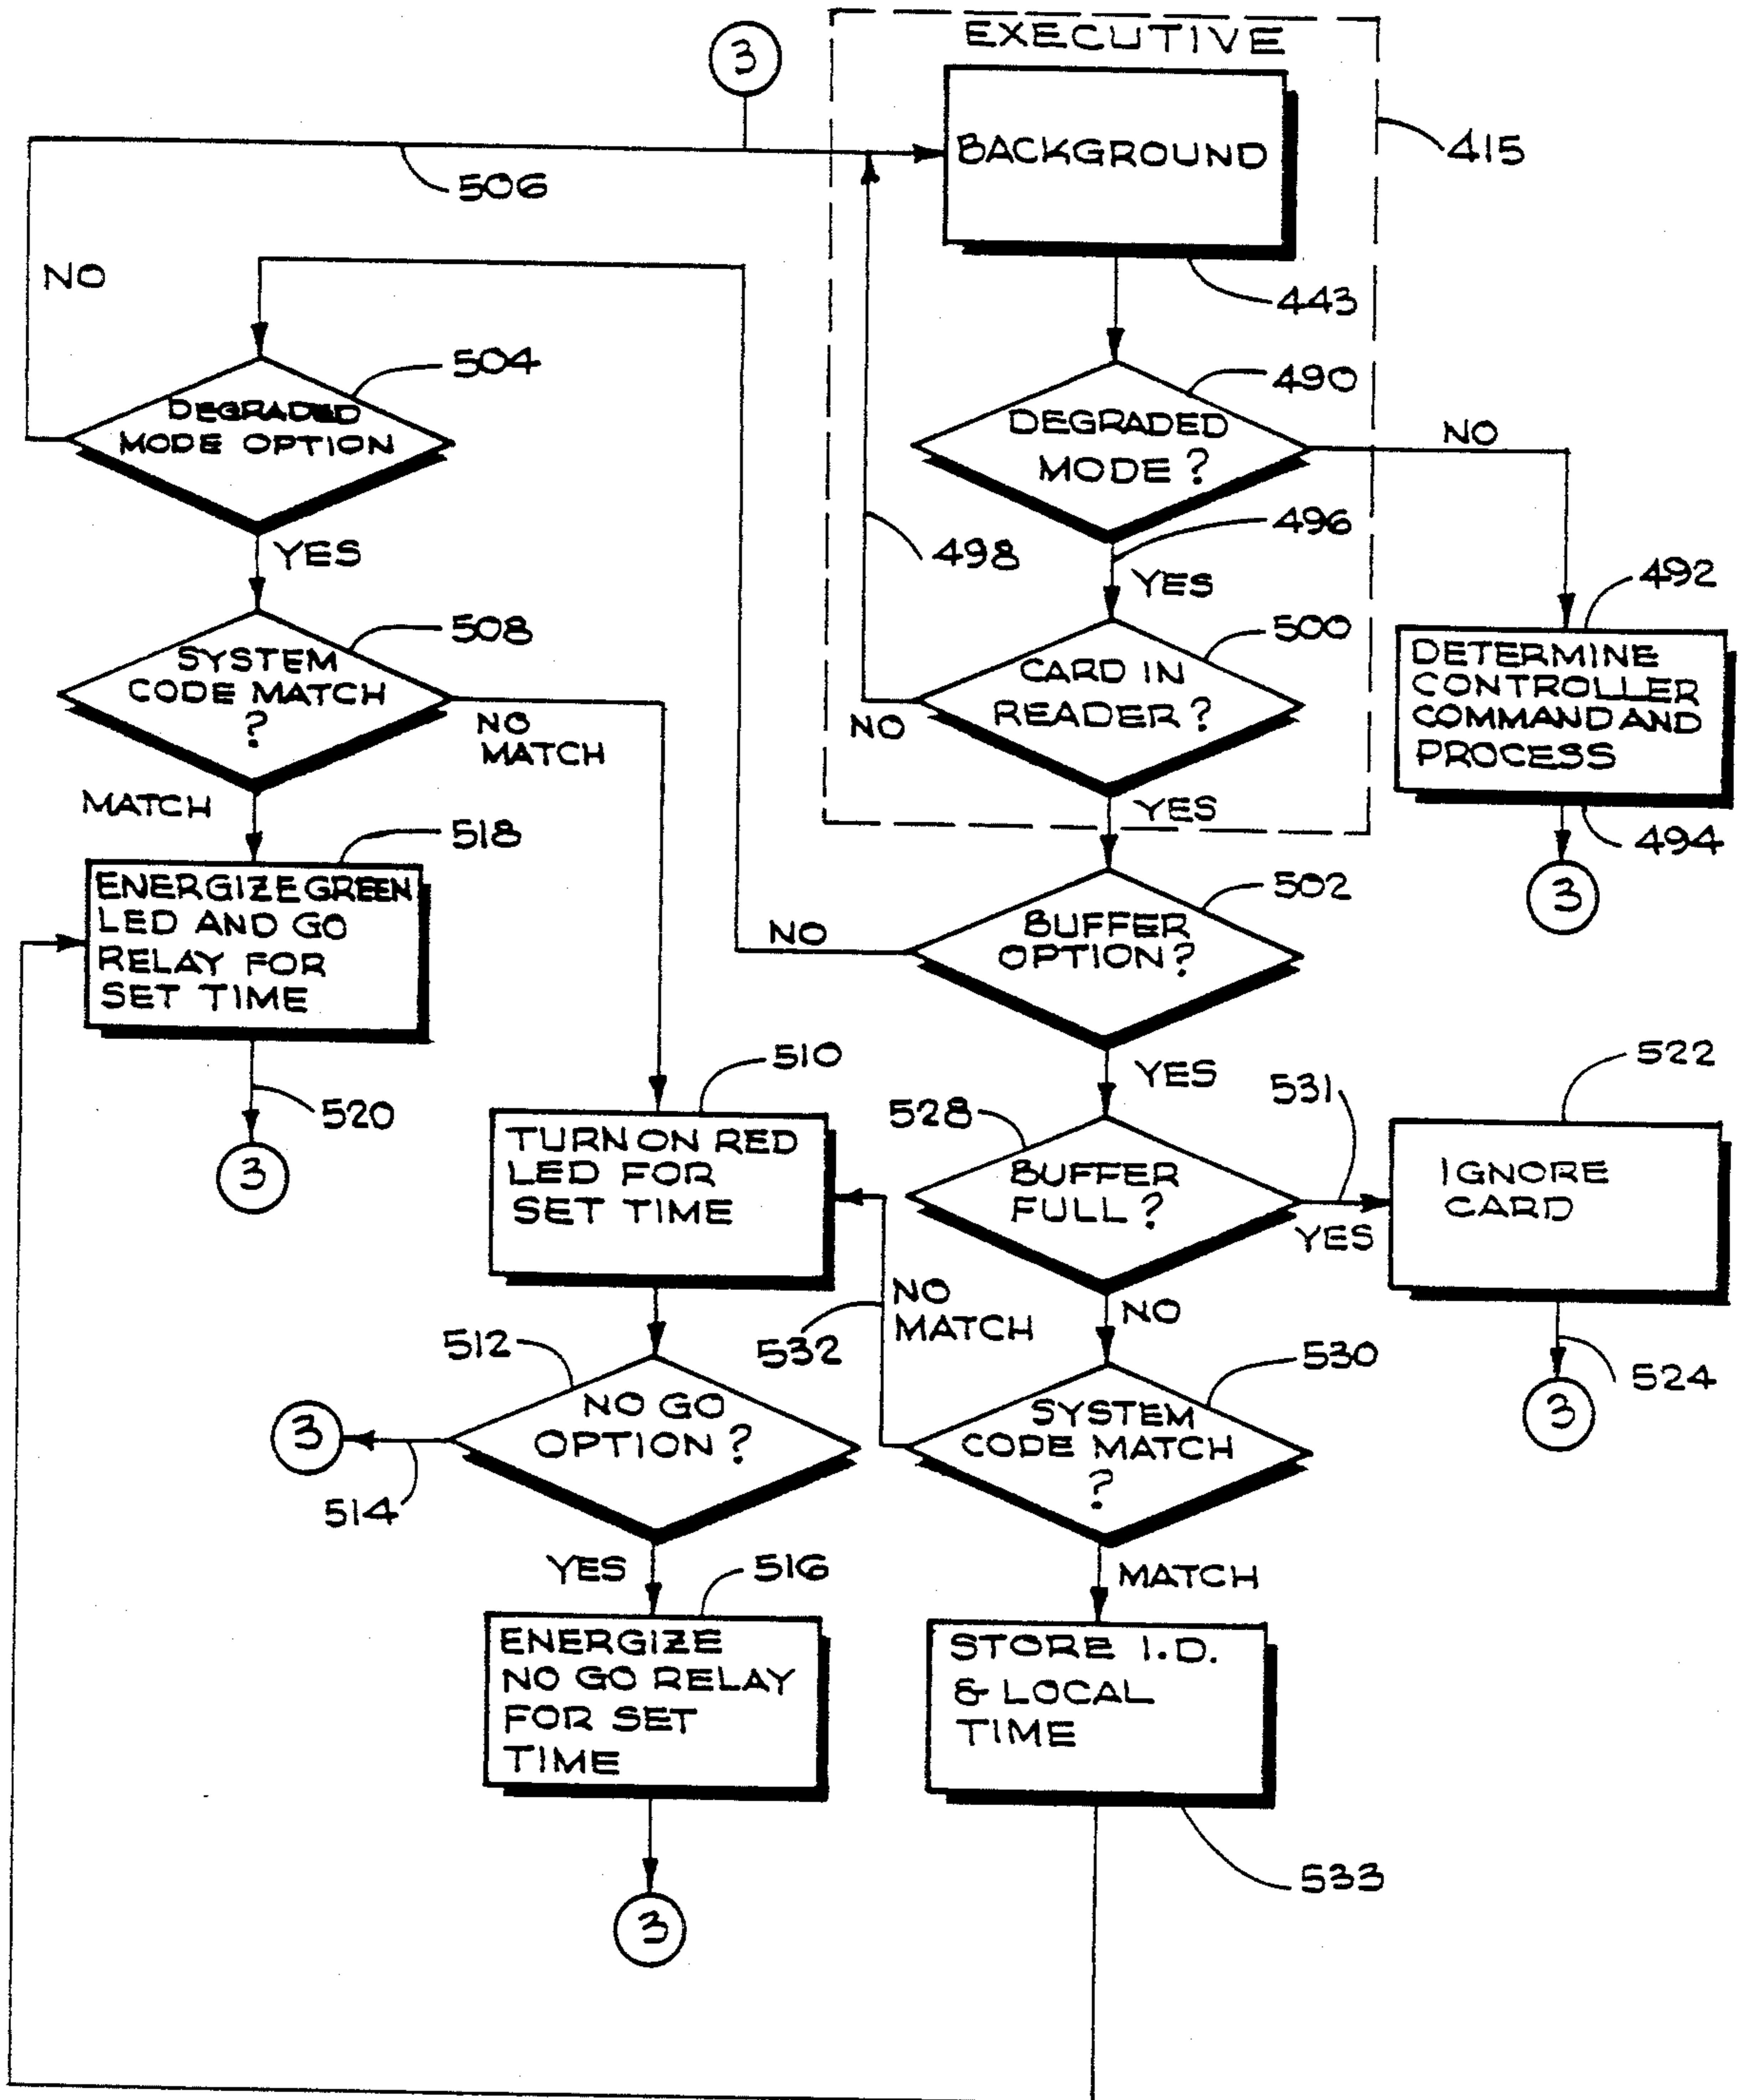 EXECUTIVE
3
BACKGROUND
415
506
443
NO
504
DEGRADED
MODE OPTION
490
DEGRADED
MODE?
NO
496
498
YES
YES
492
DETERMINE
CONTROLLER
COMMAND AND
PROCESS
494
3
508
SYSTEM
CODE MATCH
?
NO
MATCH
MATCH
500
CARD IN
READER?
NO
YES
518
ENERGIZE GREEN
LED AND GO
RELAY FOR
SET TIME
520
3
502
BUFFER
OPTION?
NO
YES
510
TURN ON RED
LED FOR
SET TIME
528
BUFFER
FULL?
531
YES
522
IGNORE
CARD
524
3
NO
NO
MATCH
532
512
NO GO
OPTION?
3
514
530
SYSTEM
CODE MATCH
?
YES
516
MATCH
ENERGIZE
NO GO RELAY
FOR SET
TIME
3
STORE I.D.
& LOCAL
TIME
533